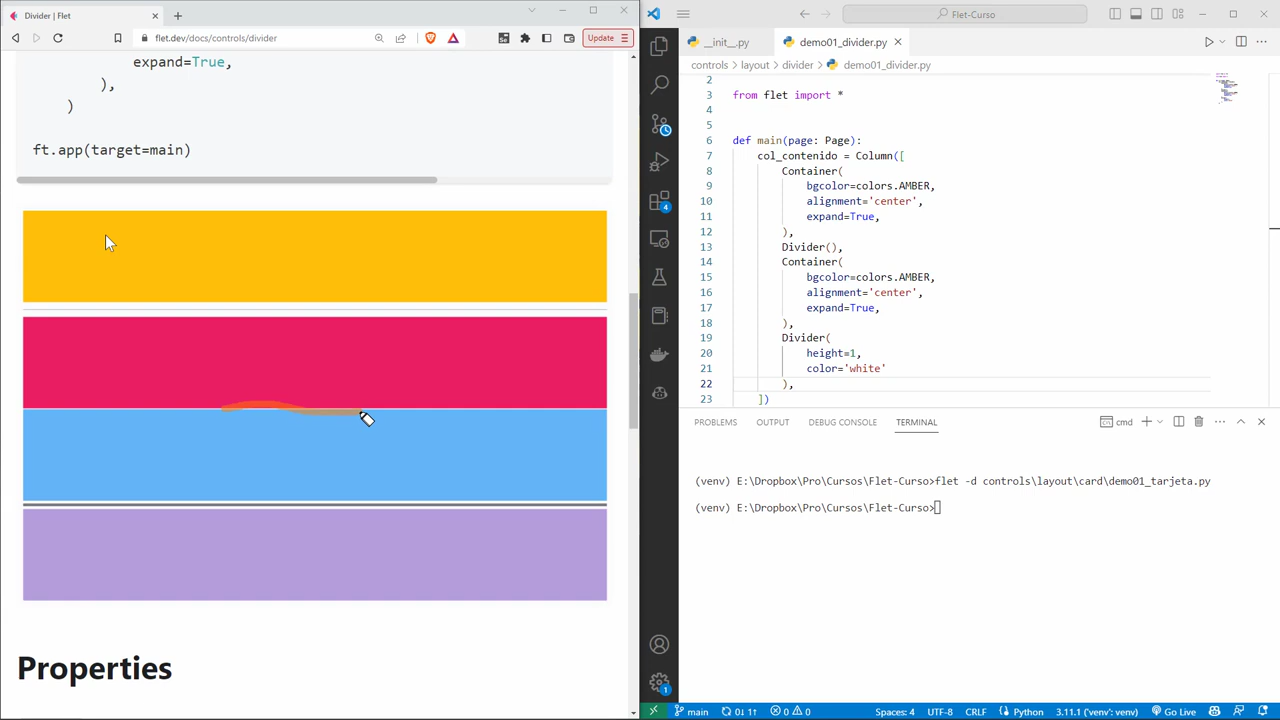 Divider | Flet
flet.dev/docs/controls/divider
Update
expand=True,
),
)
ft.app(target=main)
Properties
Flet-Curso
__init__.py
demo01_divider.py
controls > layout > divider > demo01_divider.py
2
3 from flet import *
4
5
6 def main(page: Page):
7 col_contenido = Column([
8 Container(
9 bgcolor=colors.AMBER,
10 alignment='center',
11 expand=True,
12 ),
13 Divider(),
14 Container(
15 bgcolor=colors.AMBER,
16 alignment='center',
17 expand=True,
18 ),
19 Divider(
20 height=1,
21 color='white'
22 ),
23 ])
PROBLEMS OUTPUT DEBUG CONSOLE TERMINAL cmd
(venv) E:\Dropbox\Pro\Cursos\Flet-Curso>flet -d controls\layout\card\demo01_tarjeta.py
(venv) E:\Dropbox\Pro\Cursos\Flet-Curso>
4
1
main 0↓ 1↑ 0 0 Spaces: 4 UTF-8 CRLF Python 3.11.1 ('venv': venv) Go Live